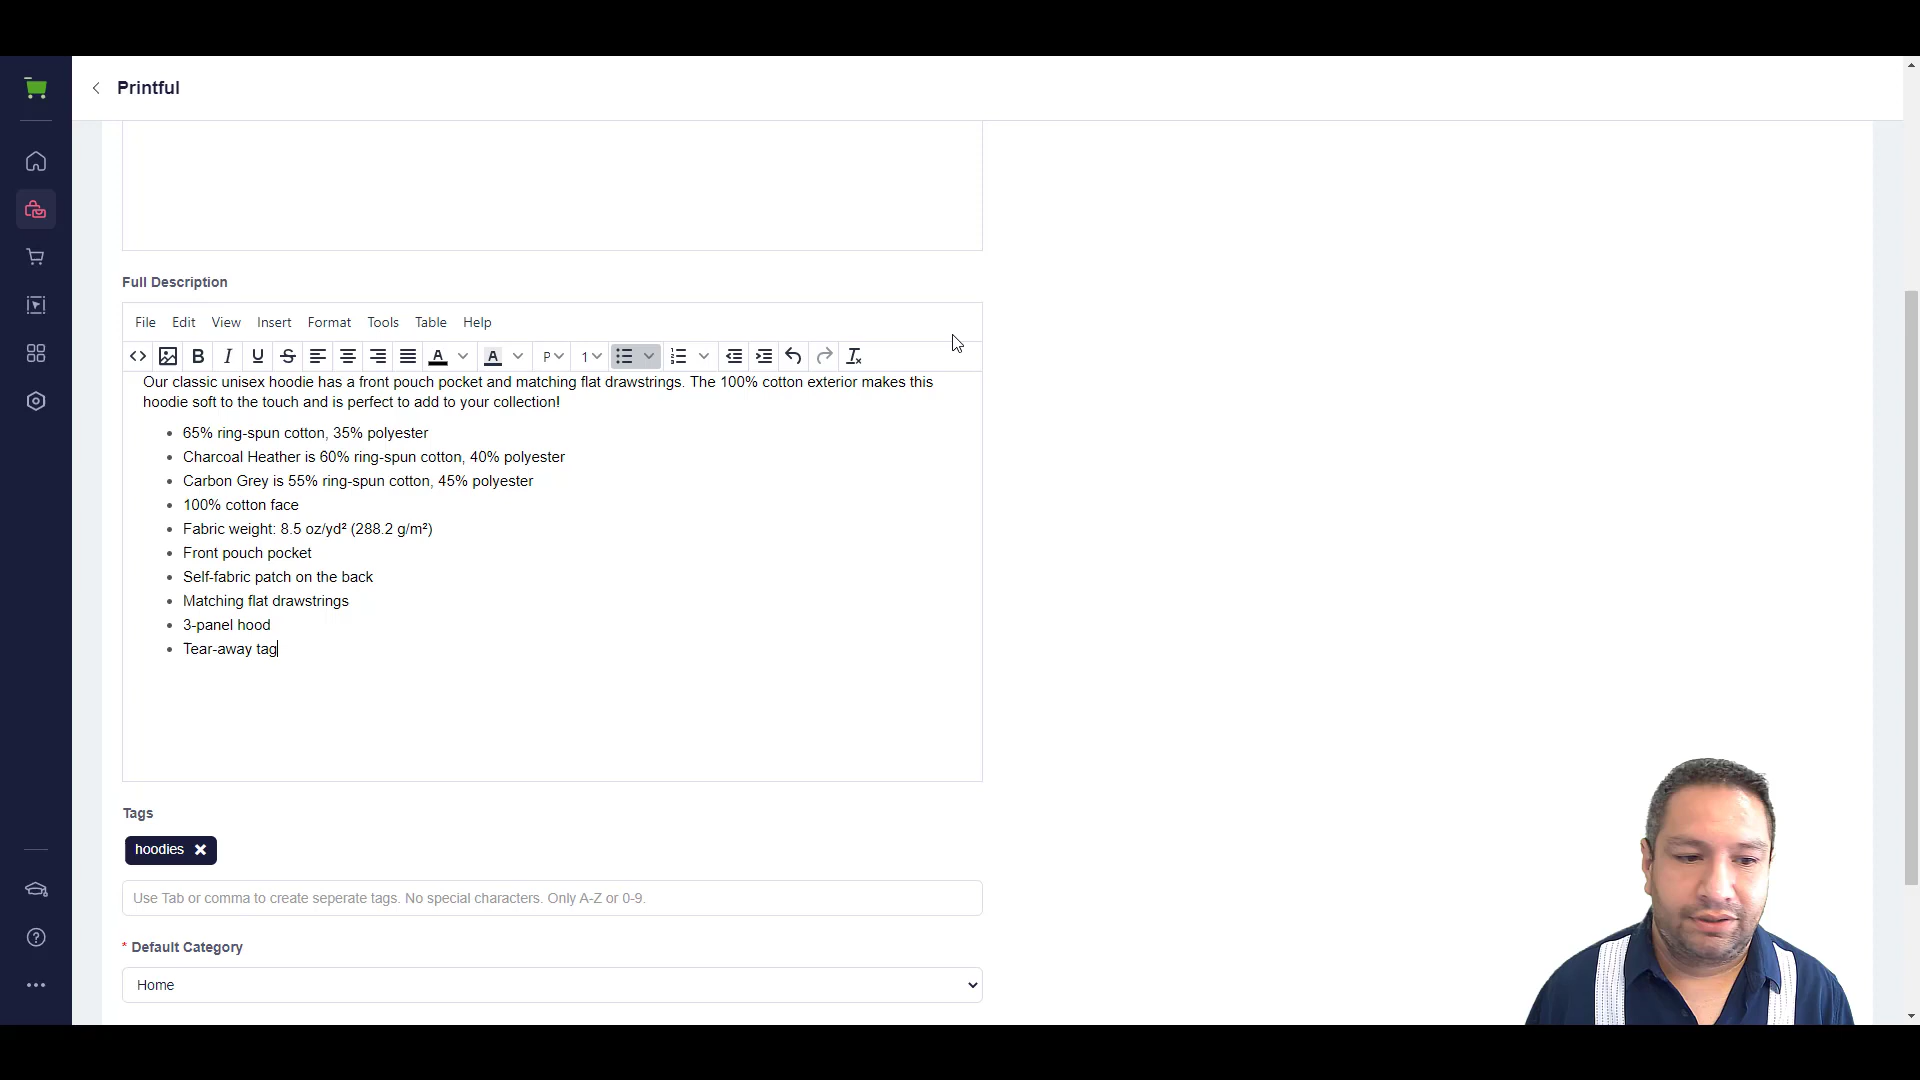 Printful
Full Description
File Edit View Insert Format Tools Table Help
Our classic unisex hoodie has a front pouch pocket and matching flat drawstrings. The 100% cotton exterior makes this
hoodie soft to the touch and is perfect to add to your collection!
65% ring-spun cotton, 35% polyester
Charcoal Heather is 60% ring-spun cotton, 40% polyester
Carbon Grey is 55% ring-spun cotton, 45% polyester
100% cotton face
Fabric weight: 8.5 oz/yd² (288.2 g/m²)
Front pouch pocket
Self-fabric patch on the back
Matching flat drawstrings
3-panel hood
Tear-away tag
Tags
hoodies
Use Tab or comma to create seperate tags. No special characters. Only A-Z or 0-9.
* Default Category
Home